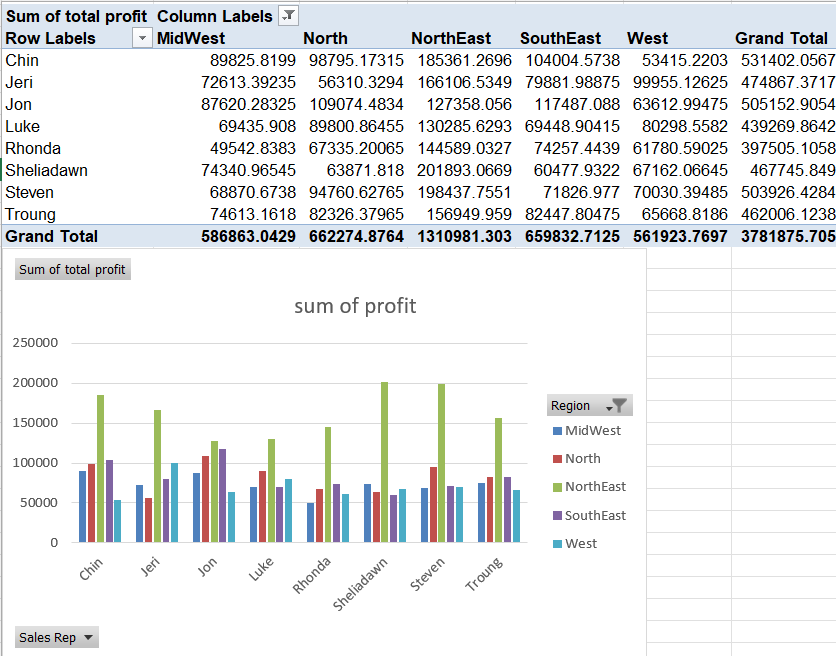 Sum of total profit Column Labels
Row Labels MidWest North NorthEast SouthEast West Grand Total
Chin 89825.8199 98795.17315 185361.2696 104004.5738 53415.2203 531402.0567
Jeri 72613.39235 56310.3294 166106.5349 79881.98875 99955.12625 474867.3717
Jon 87620.28325 109074.4834 127358.056 117487.088 63612.99475 505152.9054
Luke 69435.908 89800.86455 130285.6293 69448.90415 80298.5582 439269.8642
Rhonda 49542.8383 67335.20065 144589.0327 74257.4439 61780.59025 397505.1058
Sheliadawn 74340.96545 63871.818 201893.0669 60477.9322 67162.06645 467745.849
Steven 68870.6738 94760.62765 198437.7551 71826.977 70030.39485 503926.4284
Troung 74613.1618 82326.37965 156949.959 82447.80475 65668.8186 462006.1238
Grand Total 586863.0429 662274.8764 1310981.303 659832.7125 561923.7697 3781875.705
Sum of total profit
sum of profit
250000
200000
150000
100000
50000
0
Chin Jeri Jon Luke Rhonda Sheliadawn Steven Troung
Region
MidWest
North
NorthEast
SouthEast
West
Sales Rep